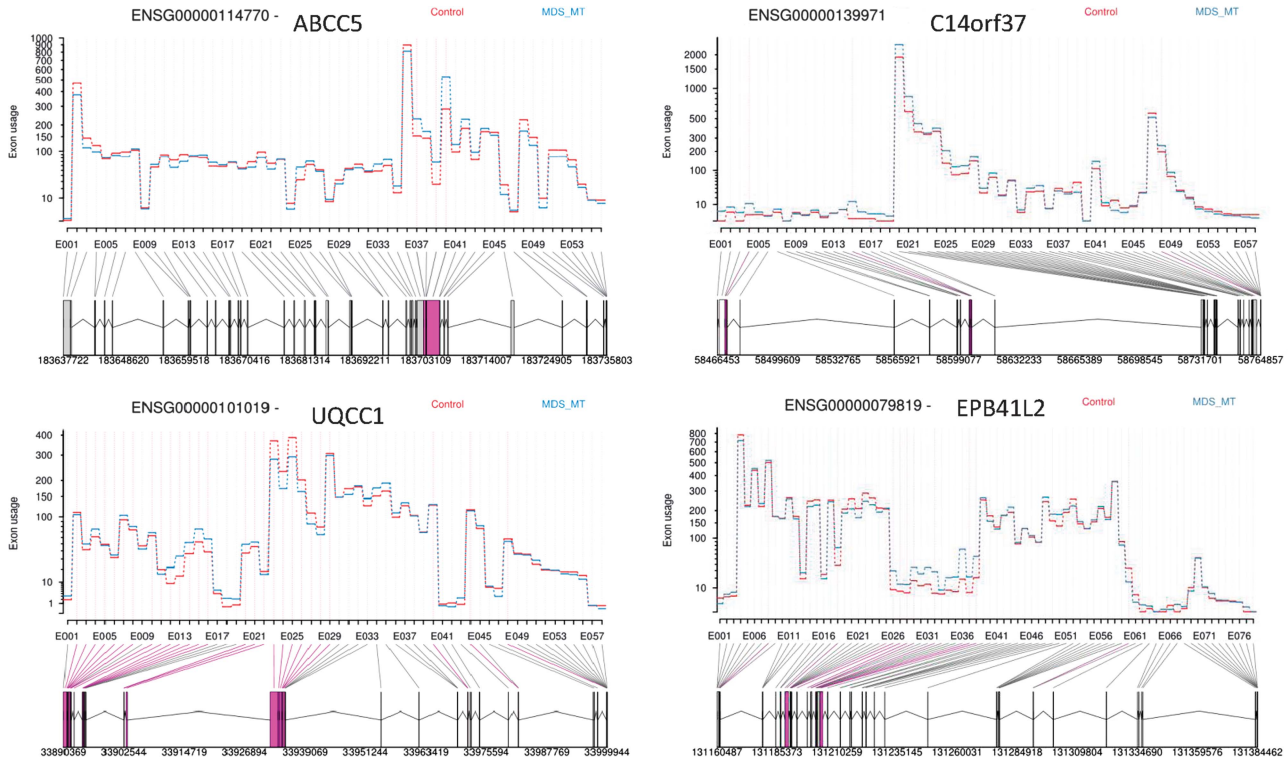 ENSG00000114770 - ABCC5 Control MDS_MT
Exon usage
1000
900
800
700
600
500
400
300
200
150
100
10
E001 E005 E009 E013 E017 E021 E025 E029 E033 E037 E041 E045 E049 E053
183637722 183648620 183659518 183670416 183681314 183692211 183703109 183714007 183724905 183735803
ENSG00000139971 C14orf37 Control MDS_MT
Exon usage
2000
1500
1000
500
300
200
100
10
E001 E005 E009 E013 E017 E021 E025 E029 E033 E037 E041 E045 E049 E053 E057
58466453 58499609 58532765 58565921 58599077 58632233 58665389 58698545 58731701 58764857
ENSG00000101019 - UQCC1 Control MDS_MT
Exon usage
400
300
200
150
100
10
1
E001 E005 E009 E013 E017 E021 E025 E029 E033 E037 E041 E045 E049 E057
33890369 33902544 33914719 33926894 33939069 33951244 33963419 33975594 33987769 33999944
ENSG00000079819 - EPB41L2 Control MDS_MT
Exon usage
800
700
600
500
400
300
200
150
100
10
E001 E006 E011 E016 E021 E026 E031 E036 E041 E046 E051 E056 E061 E066 E071 E076
131160487 131185373 131210259 131235145 131260031 131284918 131309804 131334690 131359576 131384462